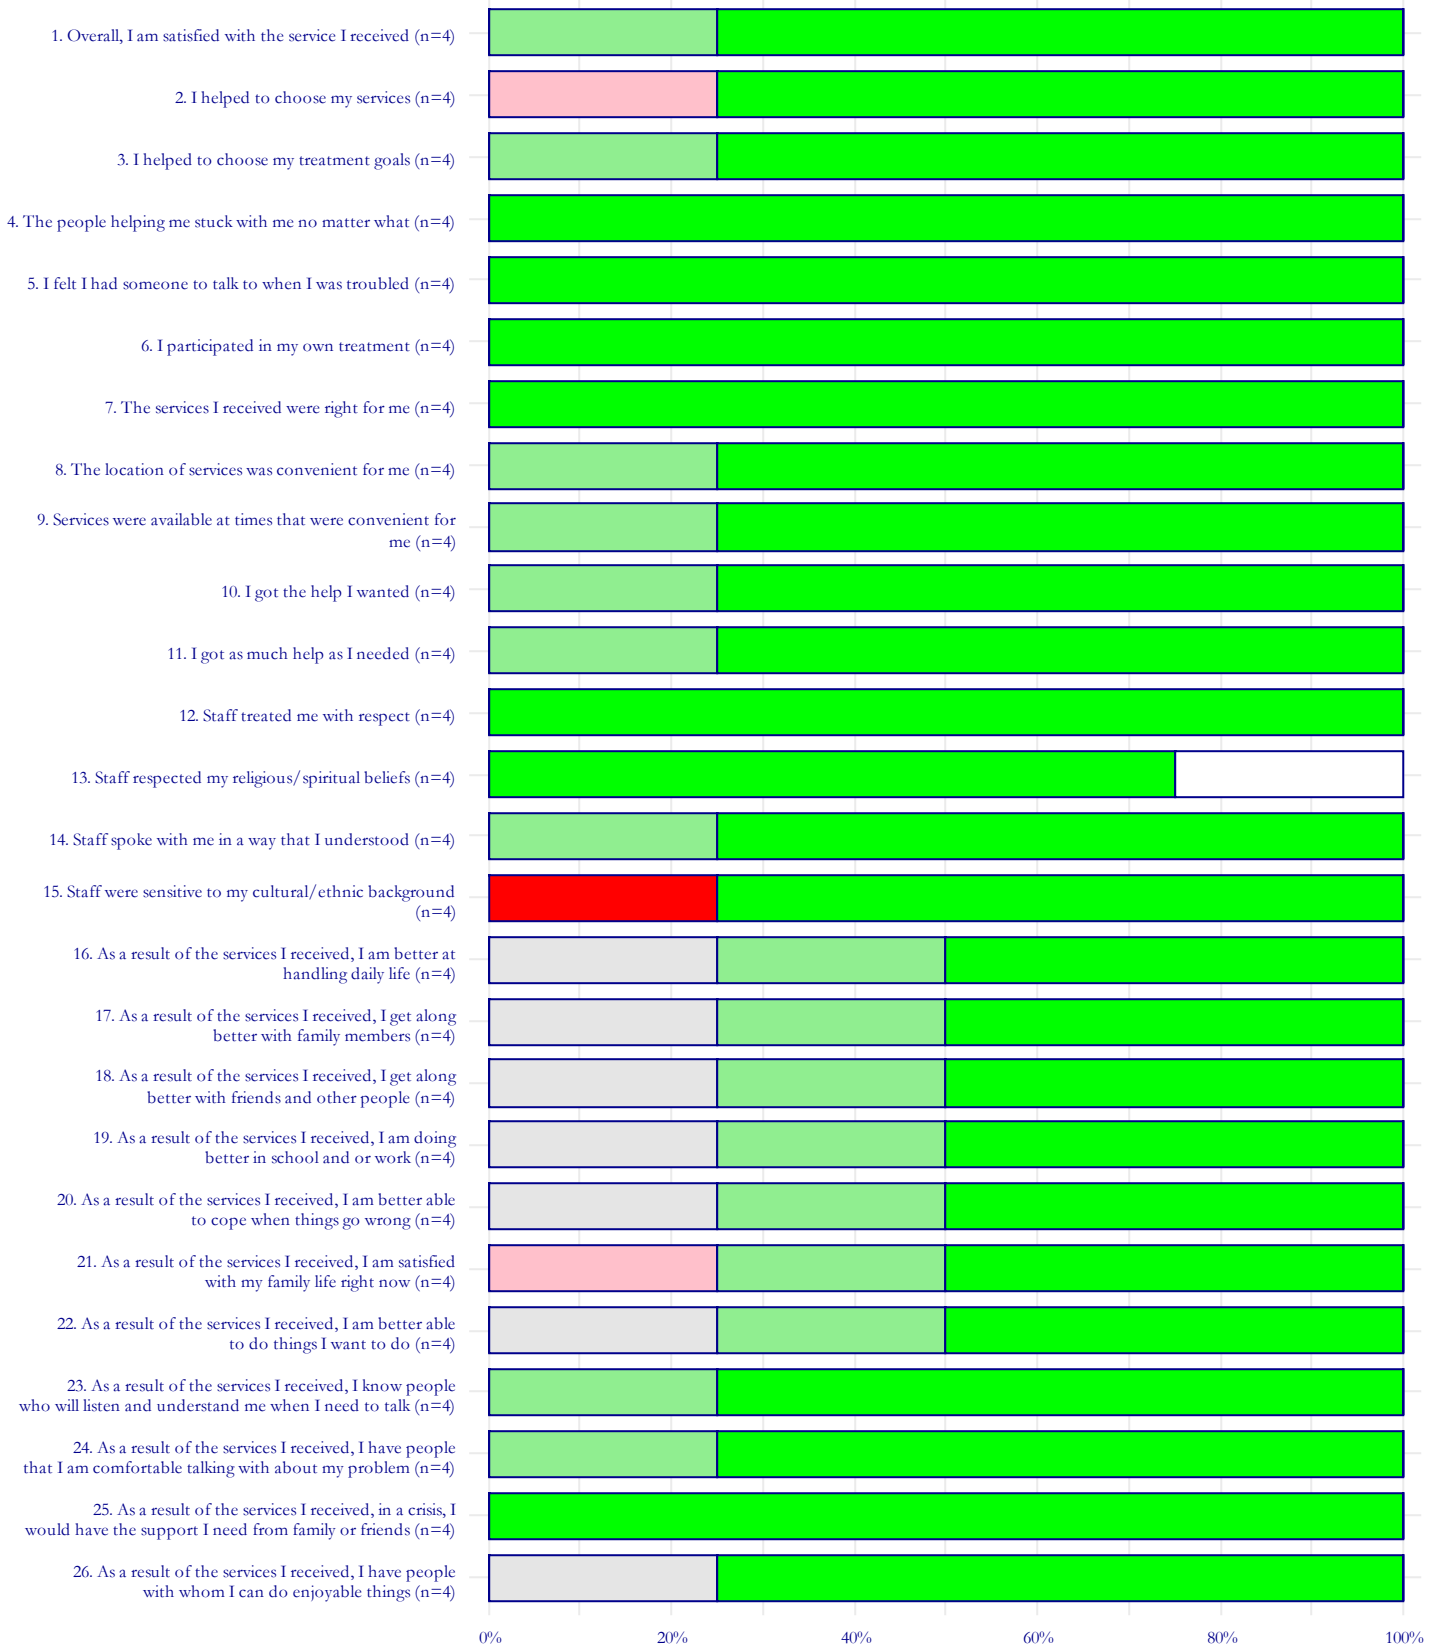 1. Overall, I am satisfied with the service I received (n=4)
2. I helped to choose my services (n=4)
3. I helped to choose my treatment goals (n=4)
4. The people helping me stuck with me no matter what (n=4)
5. I felt I had someone to talk to when I was troubled (n=4)
6. I participated in my own treatment (n=4)
7. The services I received were right for me (n=4)
8. The location of services was convenient for me (n=4)
9. Services were available at times that were convenient for
me (n=4)
10. I got the help I wanted (n=4)
11. I got as much help as I needed (n=4)
12. Staff treated me with respect (n=4)
13. Staff respected my religious/spiritual beliefs (n=4)
14. Staff spoke with me in a way that I understood (n=4)
15. Staff were sensitive to my cultural/ethnic background
(n=4)
16. As a result of the services I received, I am better at
handling daily life (n=4)
17. As a result of the services I received, I get along
better with family members (n=4)
18. As a result of the services I received, I get along
better with friends and other people (n=4)
19. As a result of the services I received, I am doing
better in school and or work (n=4)
20. As a result of the services I received, I am better able
to cope when things go wrong (n=4)
21. As a result of the services I received, I am satisfied
with my family life right now (n=4)
22. As a result of the services I received, I am better able
to do things I want to do (n=4)
23. As a result of the services I received, I know people
who will listen and understand me when I need to talk (n=4)
24. As a result of the services I received, I have people
that I am comfortable talking with about my problem (n=4)
25. As a result of the services I received, in a crisis, I
would have the support I need from family or friends (n=4)
26. As a result of the services I received, I have people
with whom I can do enjoyable things (n=4)
0% 20% 40% 60% 80% 100%